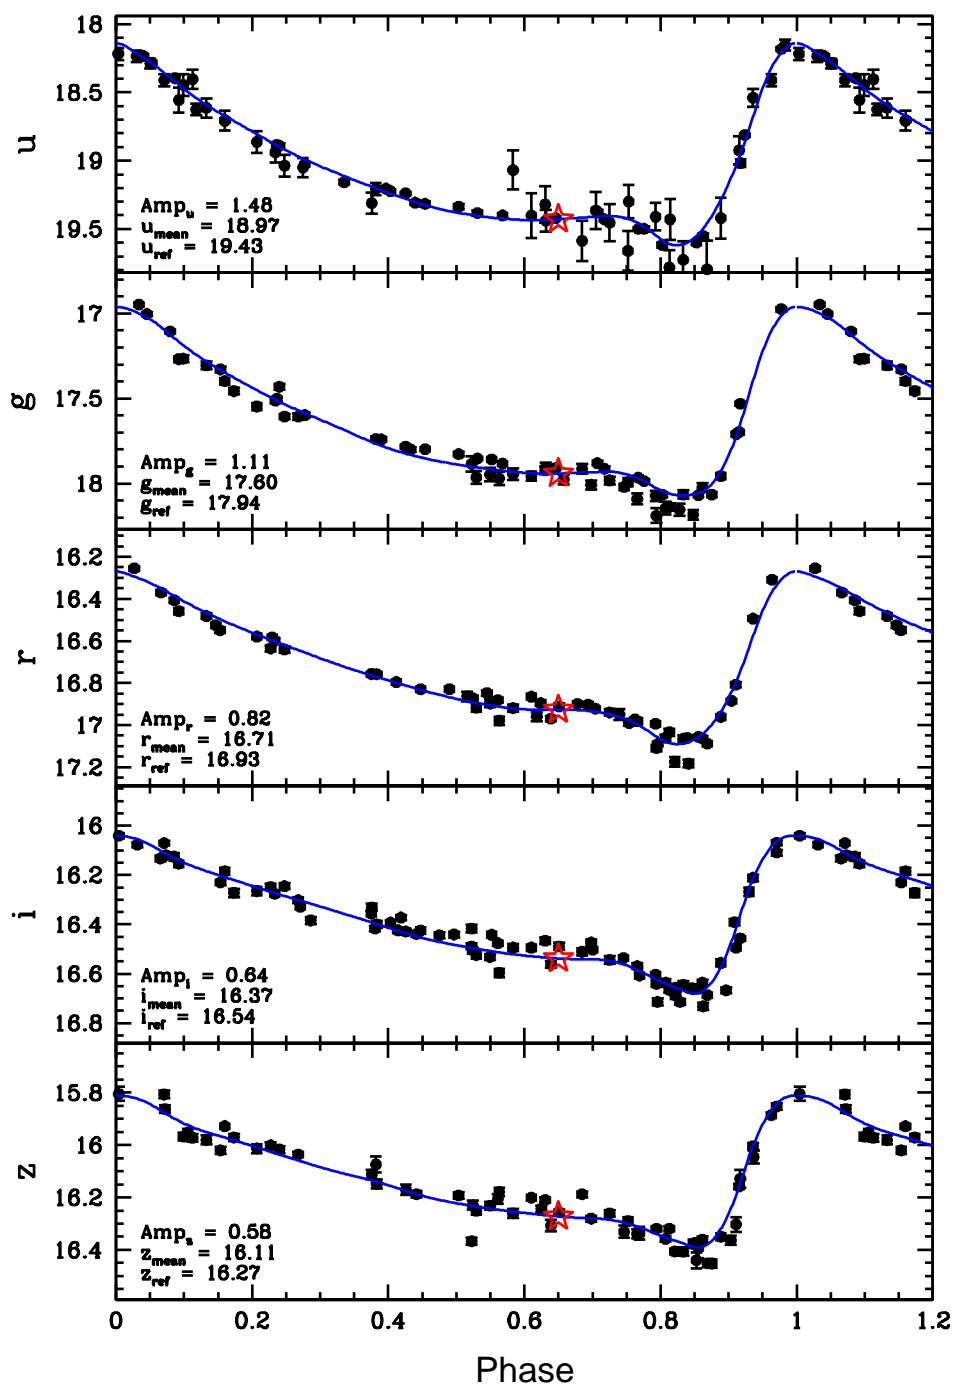 18
18.5
19
19.5
u
Amp_u = 1.48
u_mean = 18.97
u_ref = 19.43
17
17.5
18
g
Amp_g = 1.11
g_mean = 17.60
g_ref = 17.94
16.2
16.4
16.6
16.8
17
17.2
r
Amp_r = 0.82
r_mean = 16.71
r_ref = 16.93
16
16.2
16.4
16.6
16.8
i
Amp_i = 0.64
i_mean = 16.37
i_ref = 16.54
15.8
16
16.2
16.4
z
Amp_z = 0.58
z_mean = 16.11
z_ref = 16.27
0 0.2 0.4 0.6 0.8 1 1.2
Phase